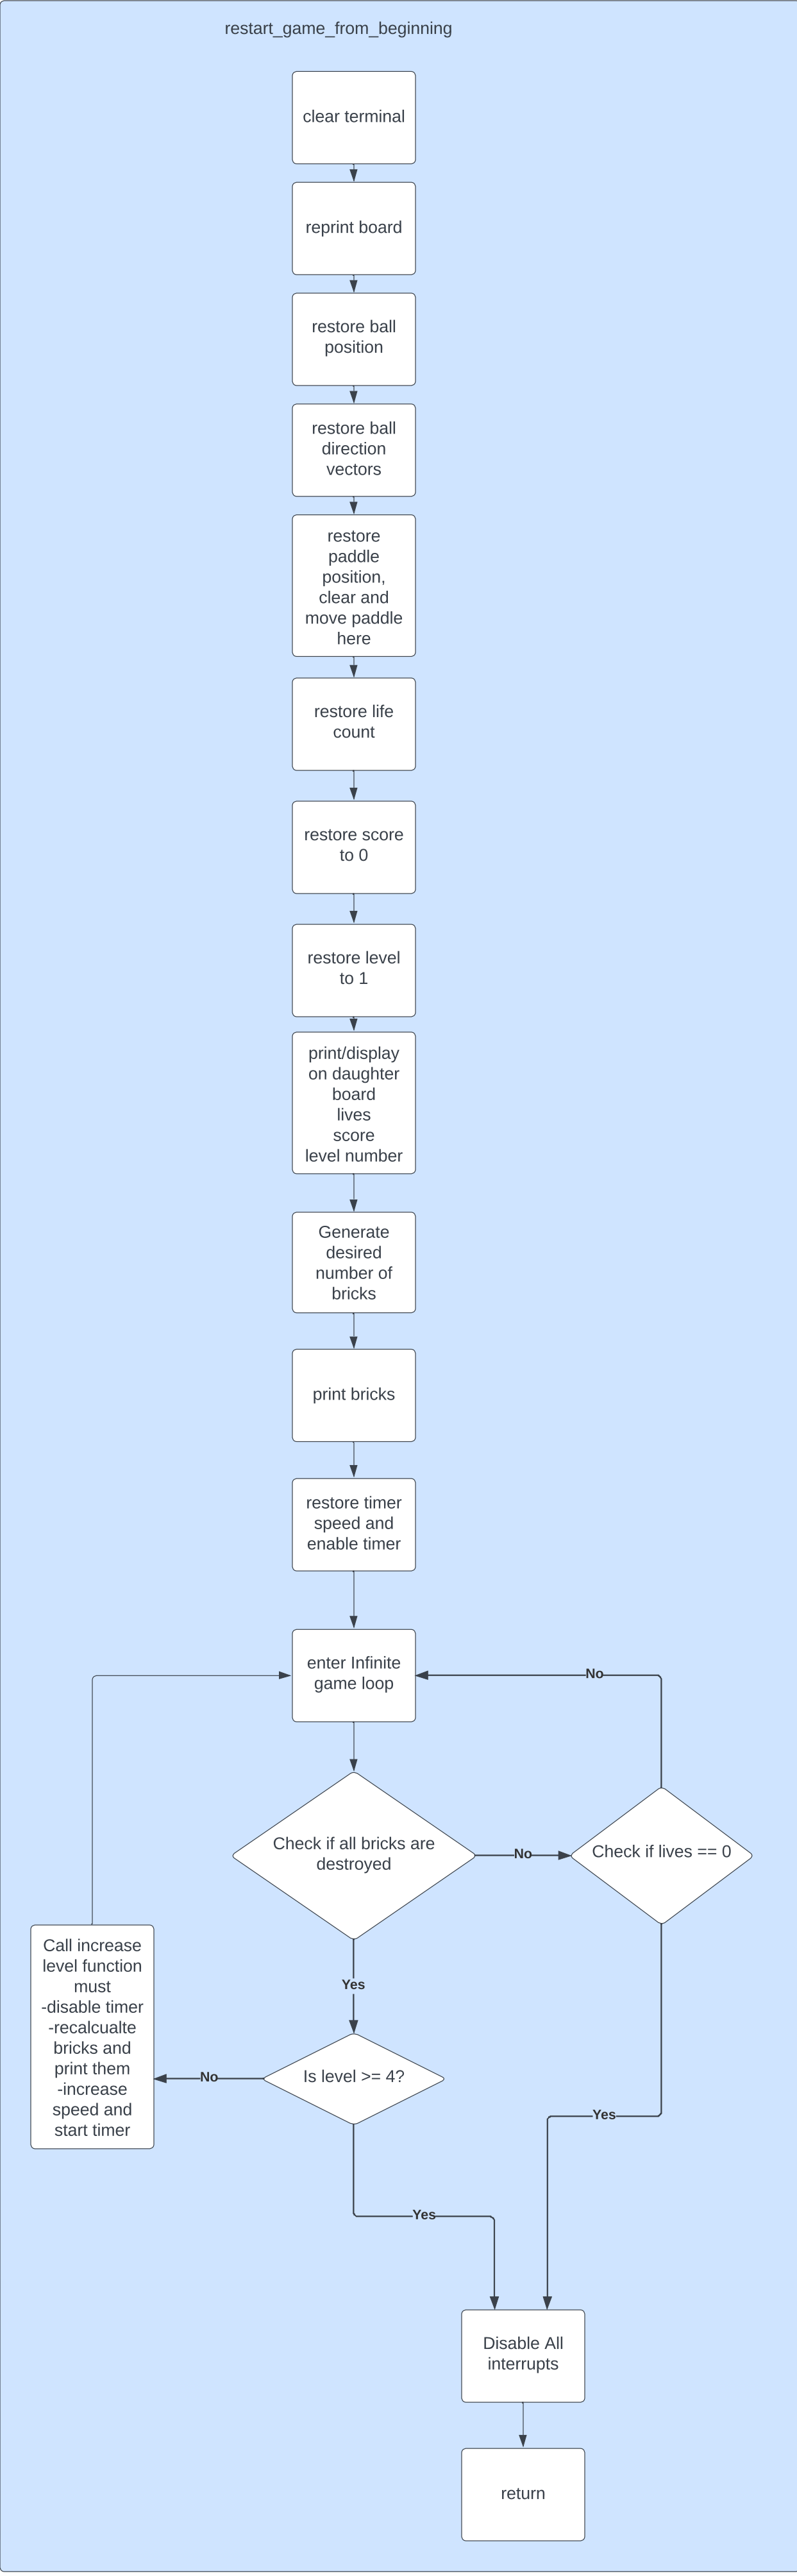 restart_game_from_beginning
clear terminal
reprint board
restore ball
position
restore ball
direction
vectors
restore
paddle
position,
clear and
move paddle
here
restore life
count
restore score
to 0
restore level
to 1
print/display
on daughter
board
lives
score
level number
Generate
desired
number of
bricks
print bricks
restore timer
speed and
enable timer
enter Infinite
game loop
No
Check if all bricks are
destroyed
No
Check if lives == 0
Yes
Call increase
level function
must
-disable timer
-recalcualte
bricks and
print them
-increase
speed and
start timer
No
Is level >= 4?
Yes
Yes
Disable All
interrupts
return